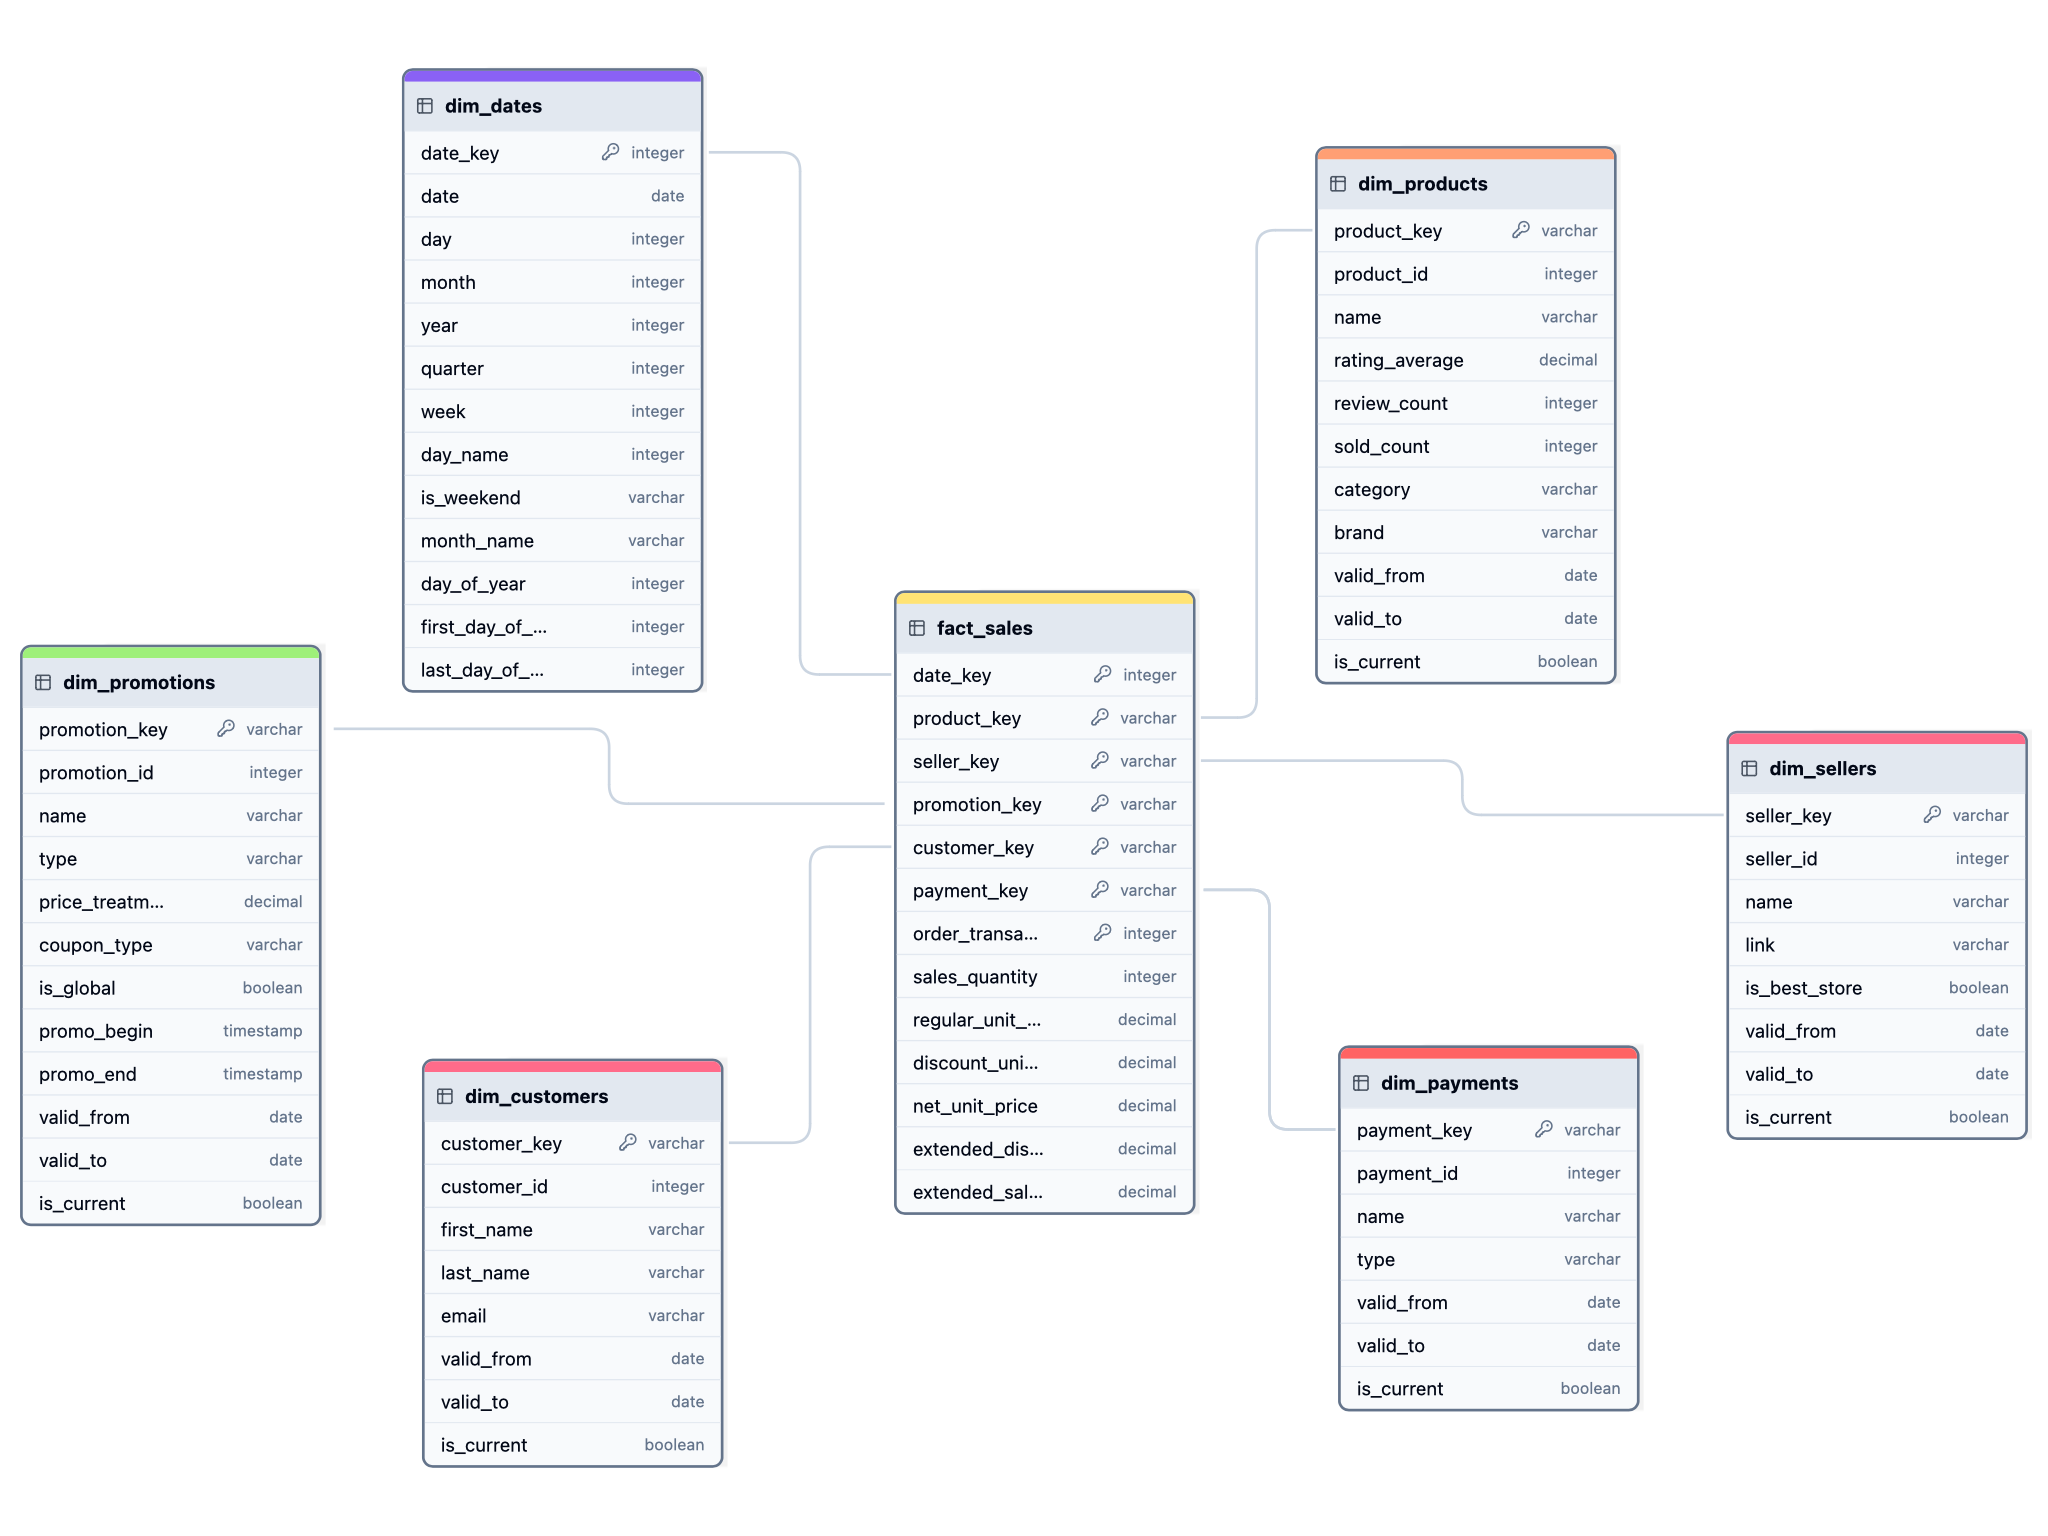 dim_dates
date_key integer
date date
day integer
month integer
year integer
quarter integer
week integer
day_name integer
is_weekend varchar
month_name varchar
day_of_year integer
first_day_of_... integer
last_day_of_... integer
dim_products
product_key varchar
product_id integer
name varchar
rating_average decimal
review_count integer
sold_count integer
category varchar
brand varchar
valid_from date
valid_to date
is_current boolean
fact_sales
date_key integer
product_key varchar
seller_key varchar
promotion_key varchar
customer_key varchar
payment_key varchar
order_transa... integer
sales_quantity integer
regular_unit_... decimal
discount_uni... decimal
net_unit_price decimal
extended_dis... decimal
extended_sal... decimal
dim_promotions
promotion_key varchar
promotion_id integer
name varchar
type varchar
price_treatm... decimal
coupon_type varchar
is_global boolean
promo_begin timestamp
promo_end timestamp
valid_from date
valid_to date
is_current boolean
dim_sellers
seller_key varchar
seller_id integer
name varchar
link varchar
is_best_store boolean
valid_from date
valid_to date
is_current boolean
dim_customers
customer_key varchar
customer_id integer
first_name varchar
last_name varchar
email varchar
valid_from date
valid_to date
is_current boolean
dim_payments
payment_key varchar
payment_id integer
name varchar
type varchar
valid_from date
valid_to date
is_current boolean